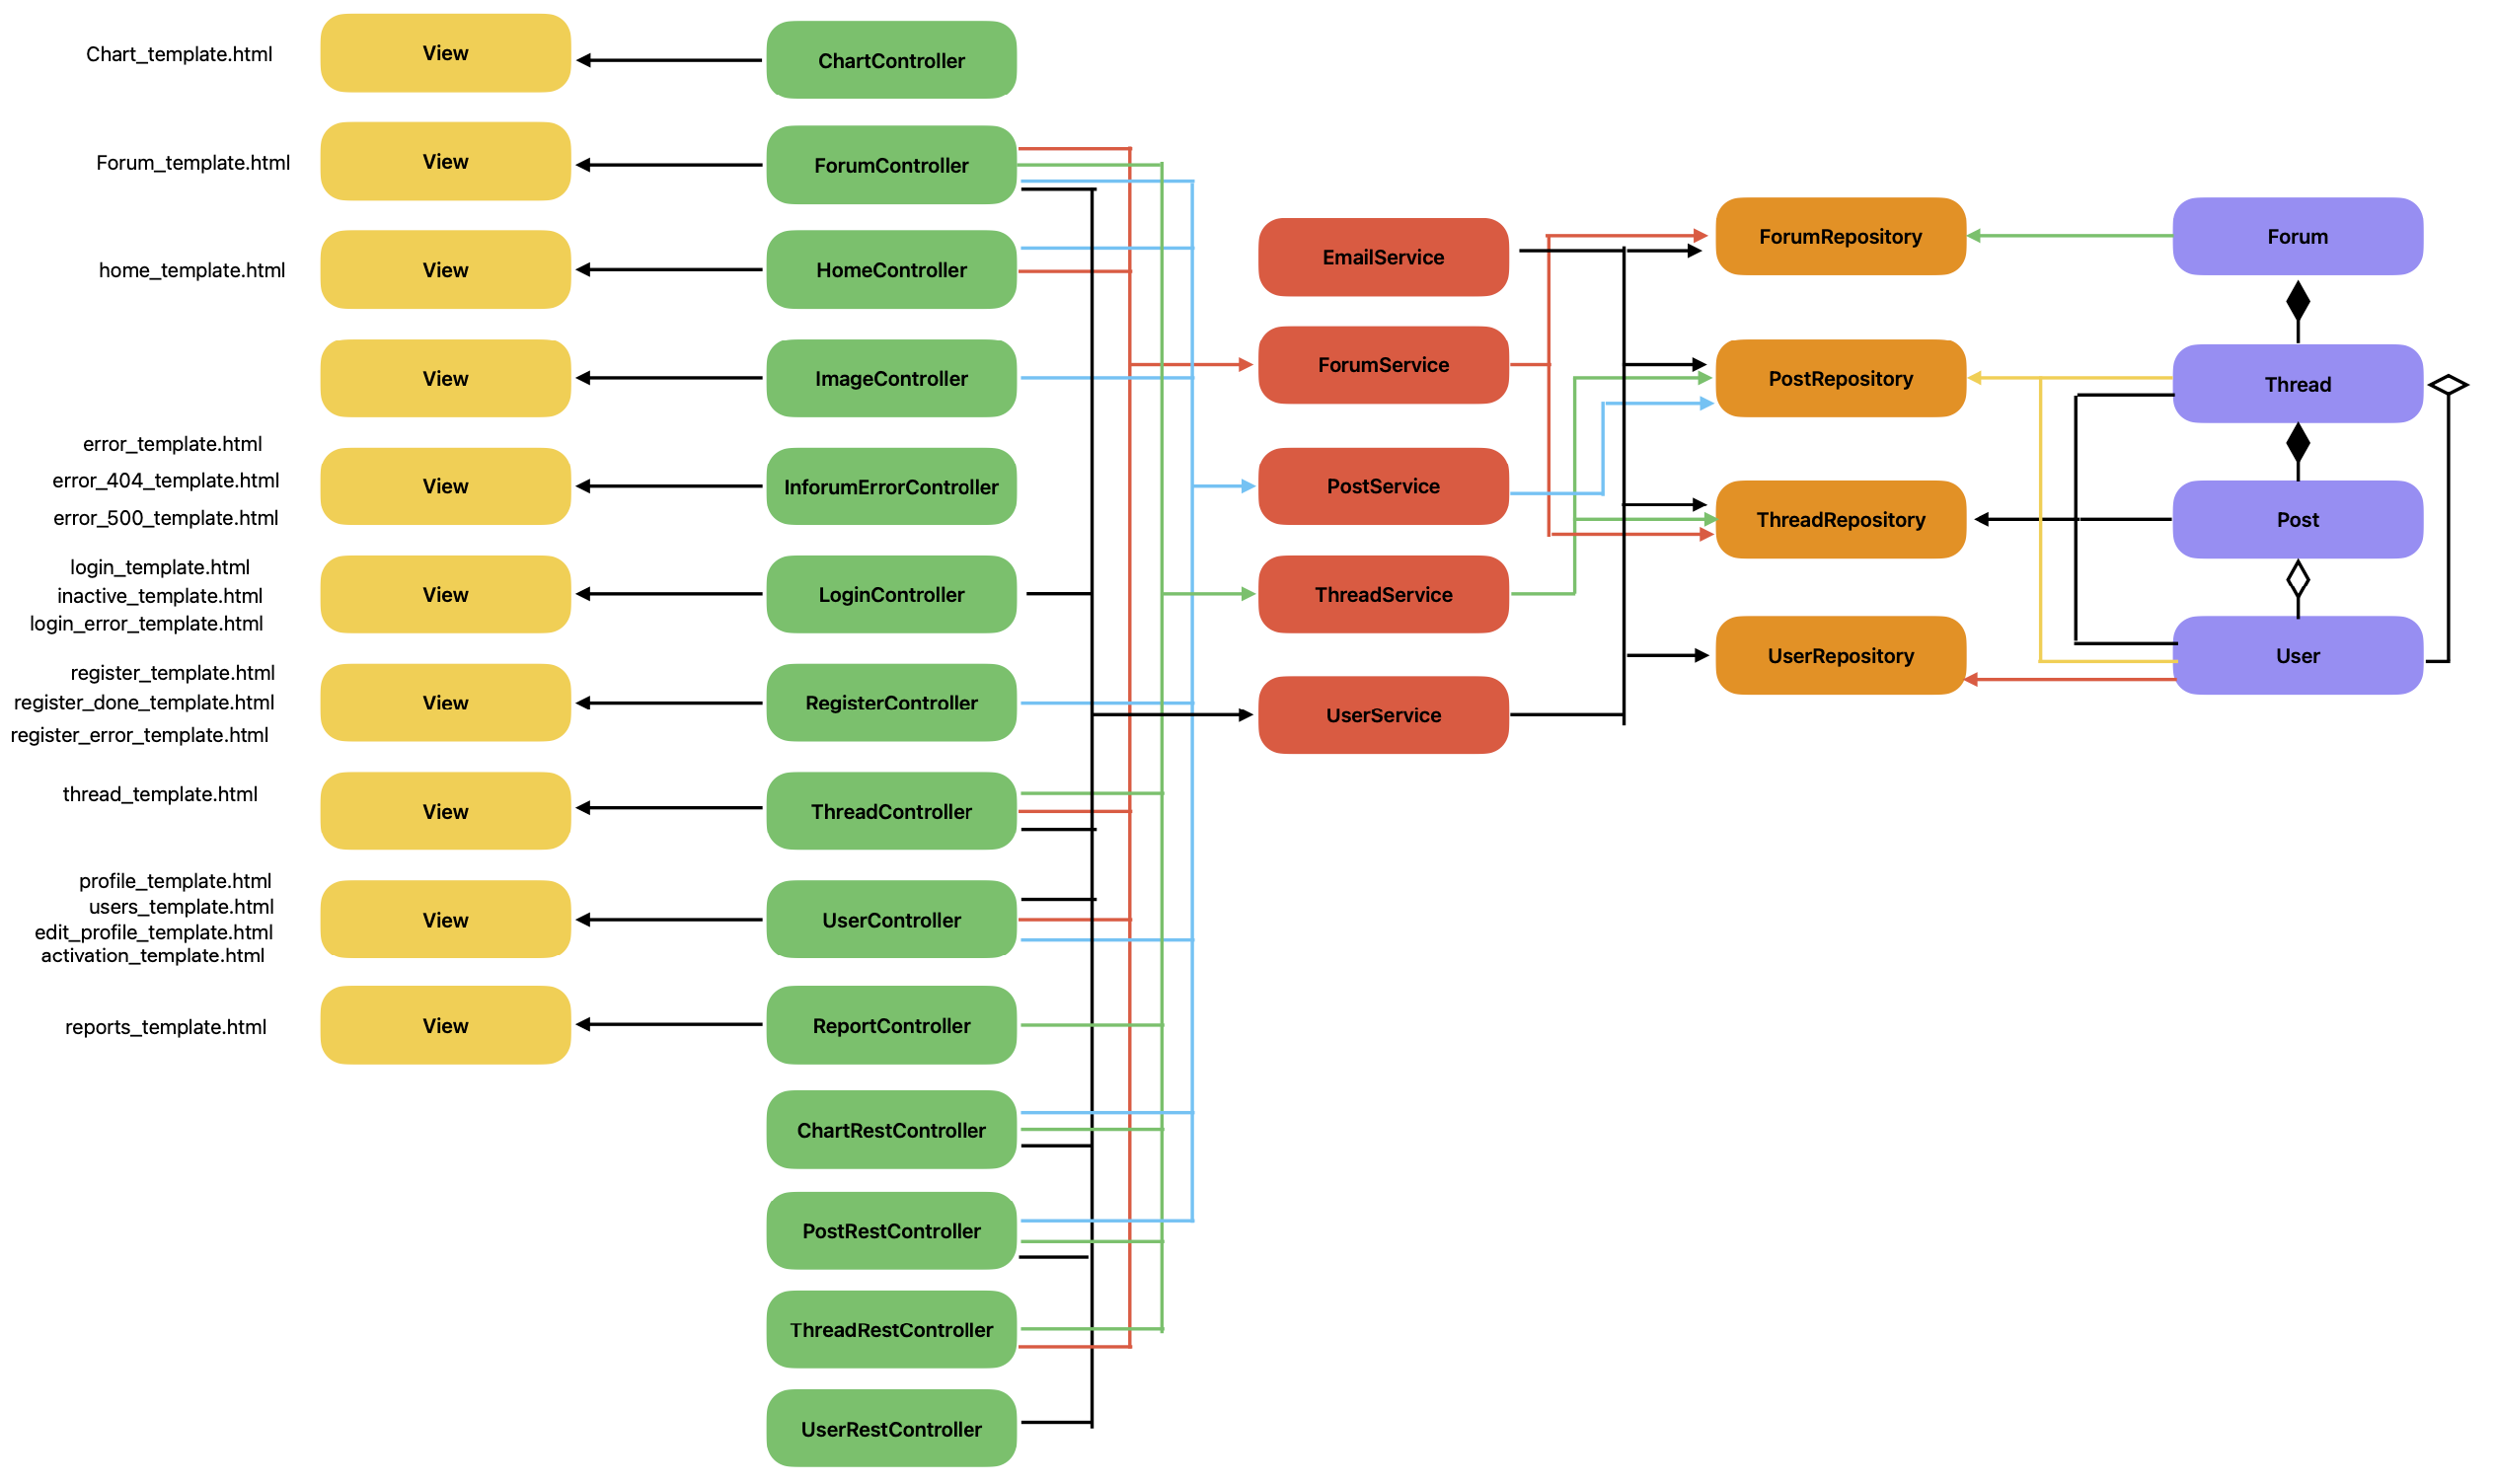 Chart_template.html
View
ChartController
Forum_template.html
View
ForumController
home_template.html
View
HomeController
View
ImageController
error_template.html
error_404_template.html
error_500_template.html
View
InforumErrorController
login_template.html
inactive_template.html
login_error_template.html
View
LoginController
register_template.html
register_done_template.html
register_error_template.html
View
RegisterController
thread_template.html
View
ThreadController
profile_template.html
users_template.html
edit_profile_template.html
activation_template.html
View
UserController
reports_template.html
View
ReportController
ChartRestController
PostRestController
ThreadRestController
UserRestController
EmailService
ForumService
PostService
ThreadService
UserService
ForumRepository
PostRepository
ThreadRepository
UserRepository
Forum
Thread
Post
User